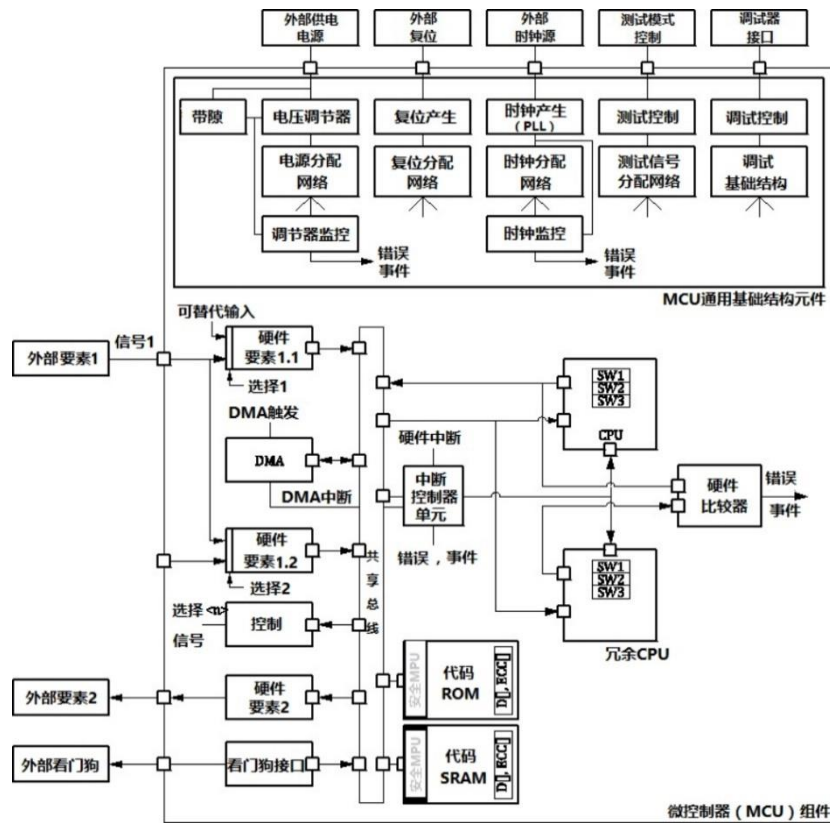 外部供电
电源
外部
复位
外部
时钟源
测试模式
控制
调试器
接口
带隙
电压调节器
复位产生
时钟产生
（PLL）
测试控制
调试控制
电源分配
网络
复位分配
网络
时钟分配
网络
测试信号
分配网络
调试
基础结构
调节器监控
时钟监控
错误
事件
错误
事件
MCU通用基础结构元件
可替代输入
外部要素1
信号1
硬件
要素1.1
选择1
DMA触发
DMA
DMA中断
硬件中断
中断
控制器
单元
错误，事件
SW1
SW2
SW3
CPU
硬件
比较器
错误
事件
硬件
要素1.2
选择2
共享总线
SW1
SW2
SW3
冗余CPU
选择<n>
信号
控制
外部要素2
硬件
要素2
安全MPU
代码
ROM
外部看门狗
看门狗接口
安全MPU
代码
SRAM
微控制器（MCU）组件